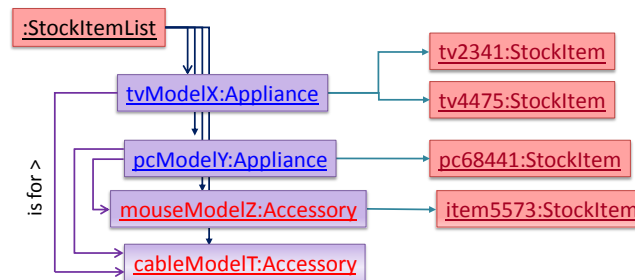 :StockItemList
tv2341:StockItem
tvModelX:Appliance
tv4475:StockItem
pcModelY:Appliance
pc68441:StockItem
is for >
mouseModelZ:Accessory
item5573:StockItem
cableModelT:Accessory